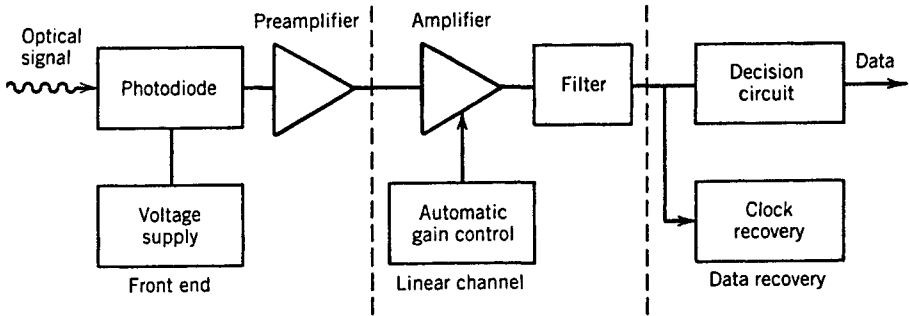 Preamplifier
Amplifier
Optical
signal
Photodiode
Filter
Decision
circuit
Data
Voltage
supply
Automatic
gain control
Clock
recovery
Front end
Linear channel
Data recovery